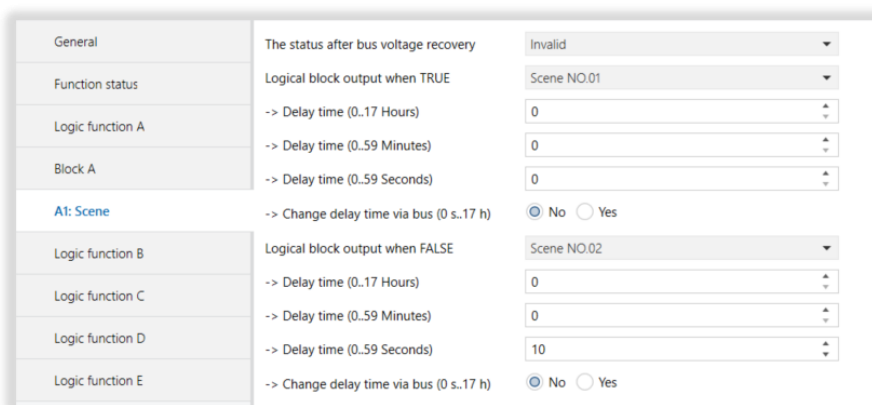 General
Function status
Logic function A
Block A
A1: Scene
Logic function B
Logic function C
Logic function D
Logic function E
The status after bus voltage recovery Invalid
Logical block output when TRUE Scene NO.01
-> Delay time (0..17 Hours) 0
-> Delay time (0..59 Minutes) 0
-> Delay time (0..59 Seconds) 0
-> Change delay time via bus (0 s..17 h) No Yes
Logical block output when FALSE Scene NO.02
-> Delay time (0..17 Hours) 0
-> Delay time (0..59 Minutes) 0
-> Delay time (0..59 Seconds) 10
-> Change delay time via bus (0 s..17 h) No Yes